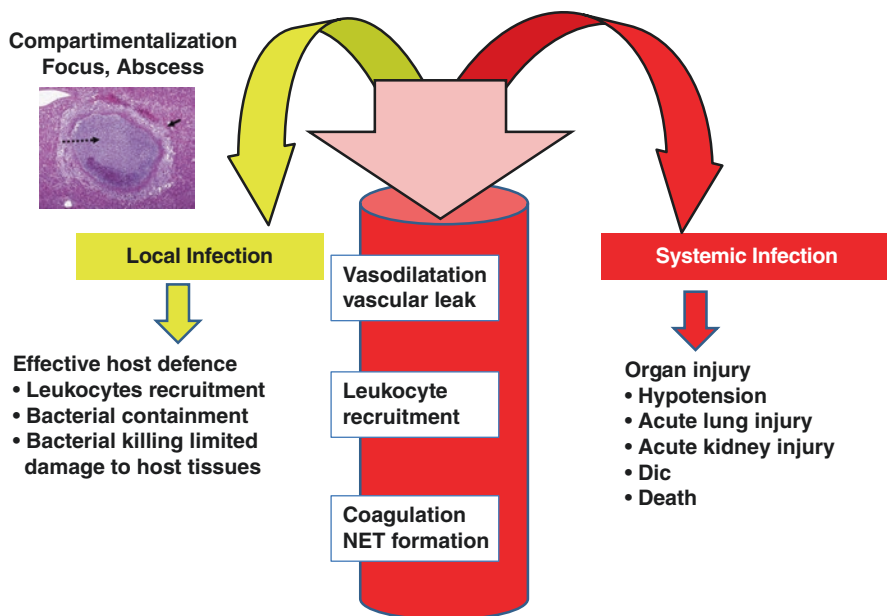 Compartimentalization
Focus, Abscess
Local Infection
Effective host defence
• Leukocytes recruitment
• Bacterial containment
• Bacterial killing limited
damage to host tissues
Vasodilatation
vascular leak
Leukocyte
recruitment
Coagulation
NET formation
Systemic Infection
Organ injury
• Hypotension
• Acute lung injury
• Acute kidney injury
• Dic
• Death